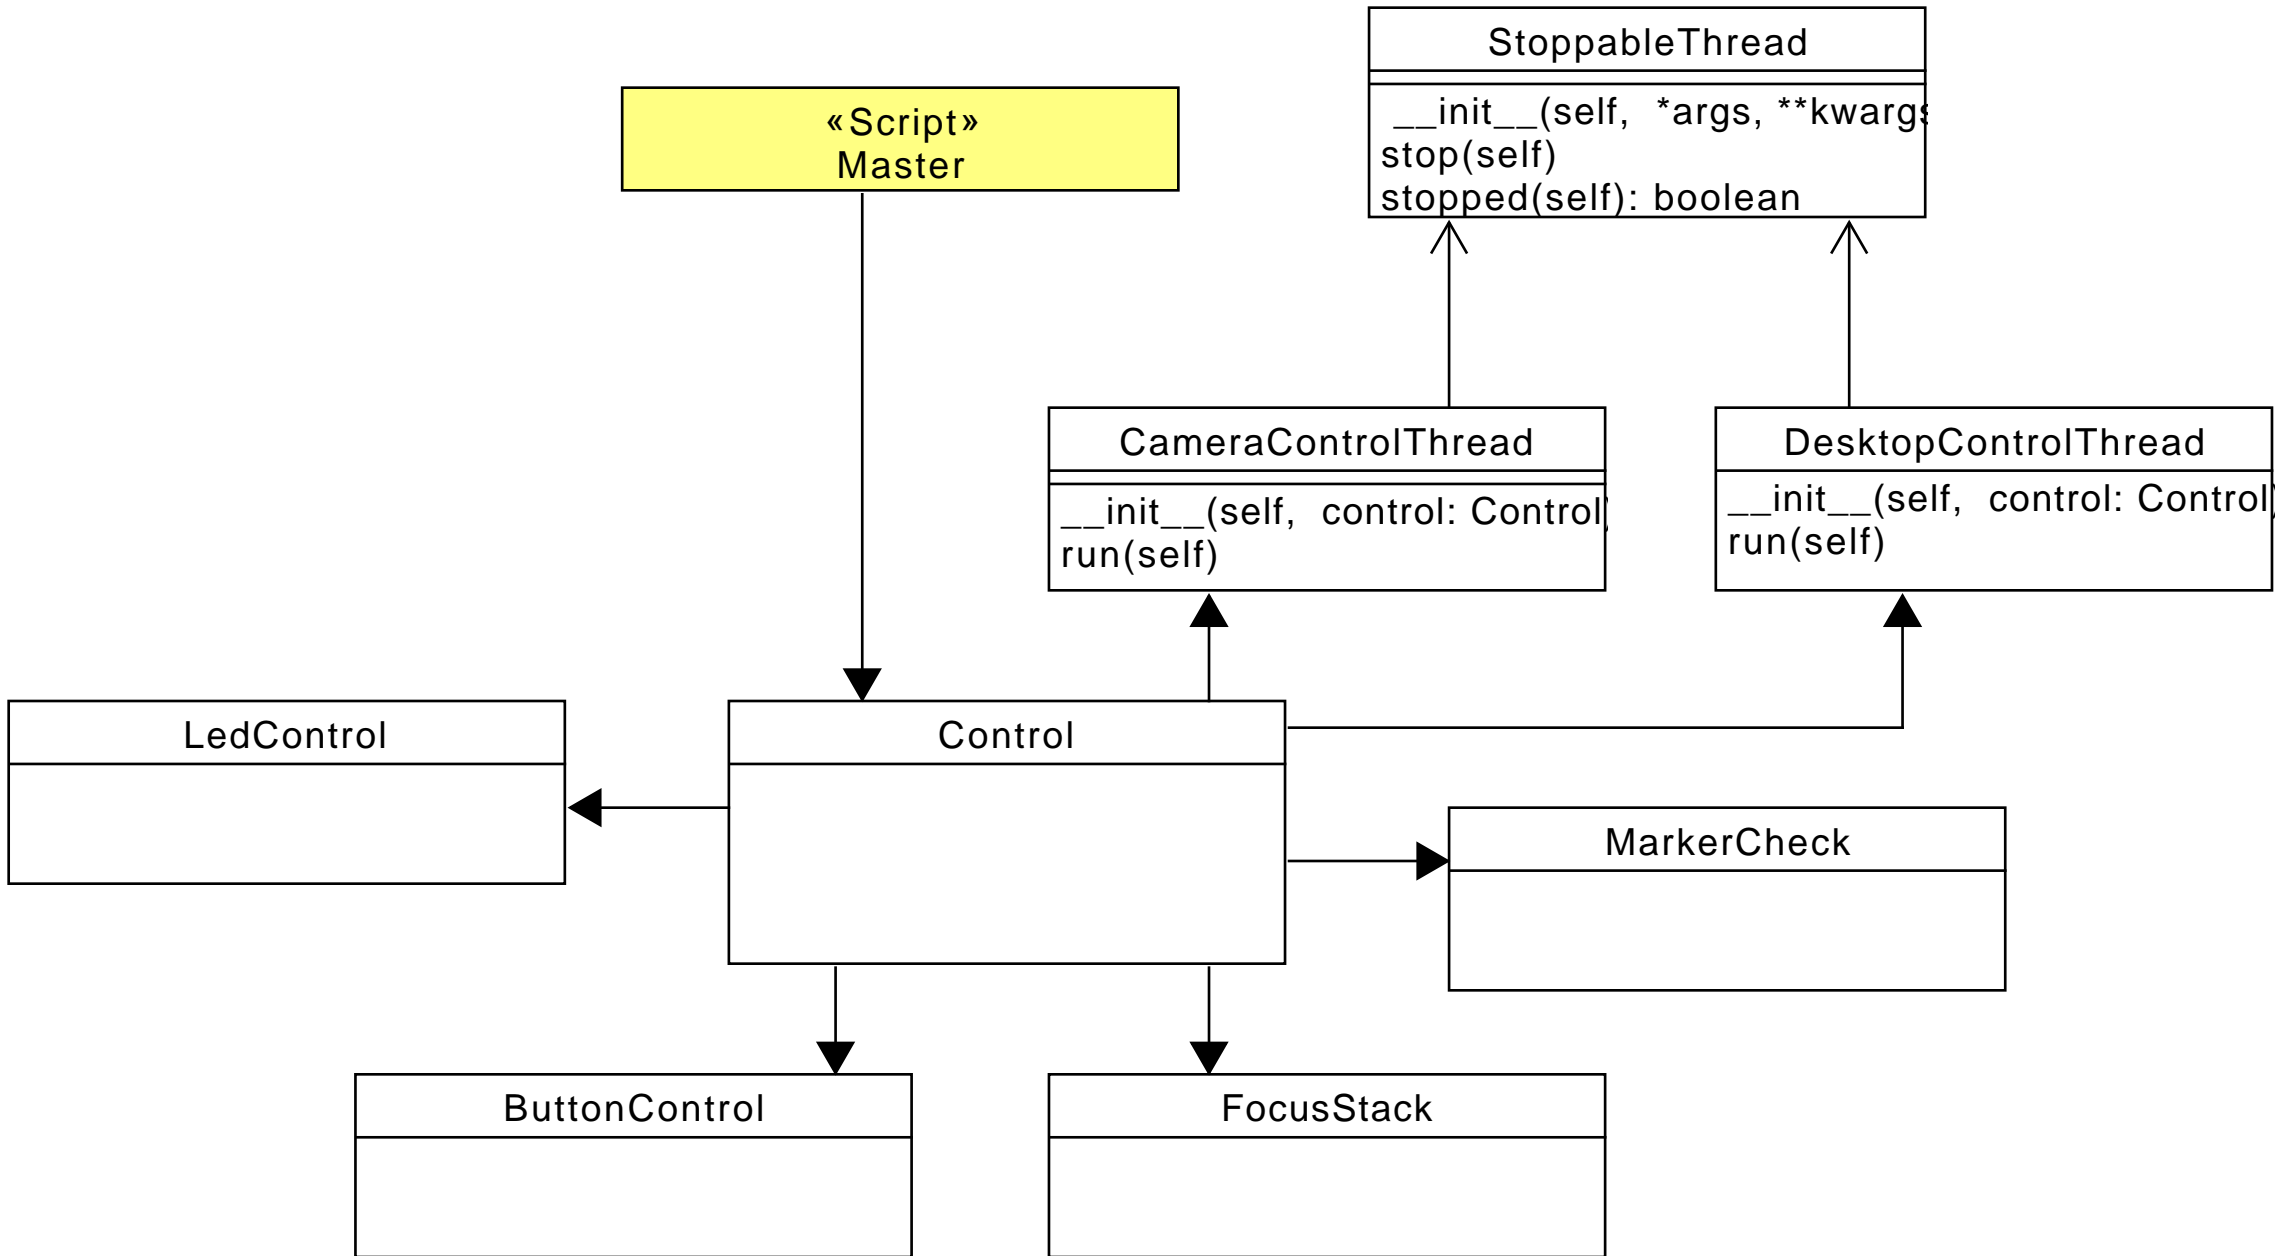 StoppableThread
__init__(self, *args, **kwargs
stop(self)
stopped(self): boolean
«Script»
Master
CameraControlThread
__init__(self, control: Control)
run(self)
DesktopControlThread
__init__(self, control: Control)
run(self)
LedControl
Control
MarkerCheck
ButtonControl
FocusStack